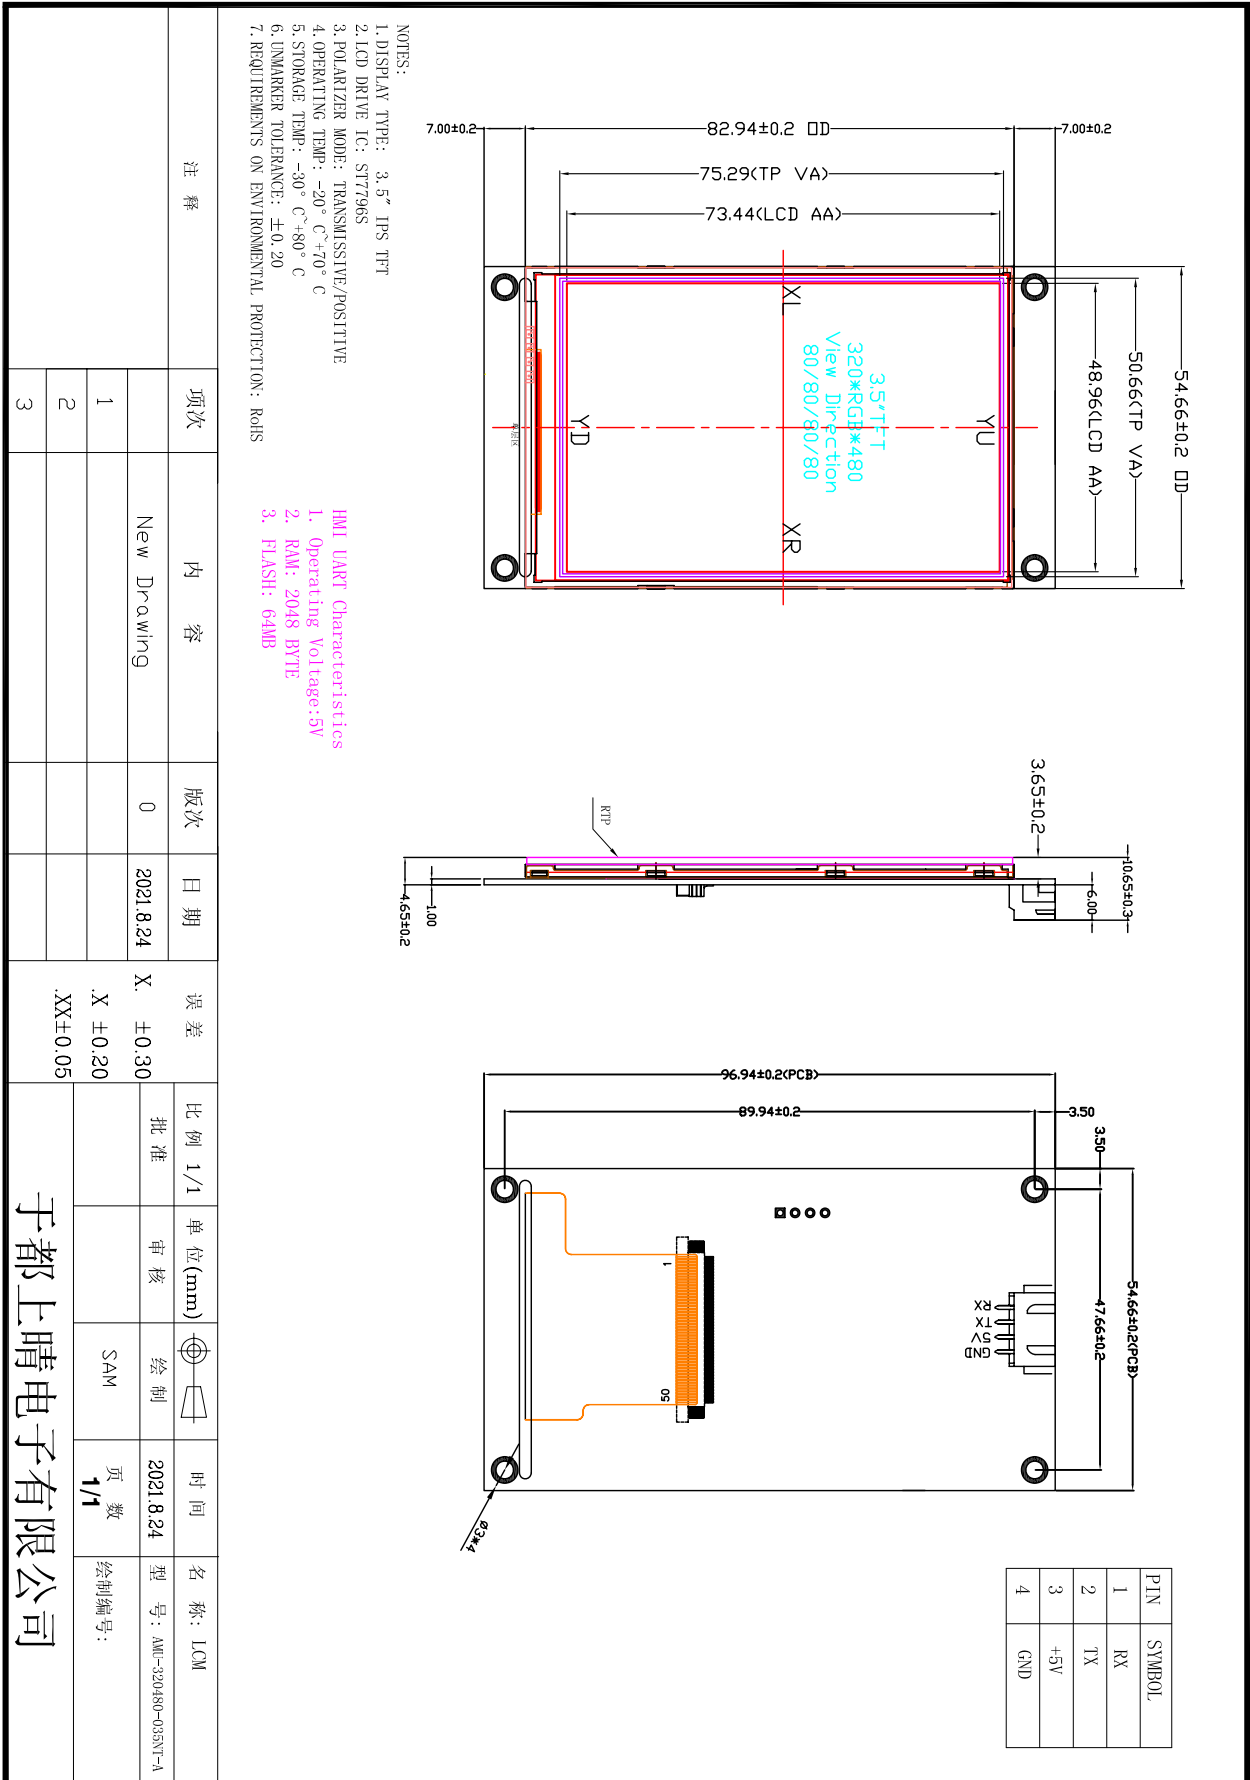 PIN SYMBOL
1 RX
2 TX
3 +5V
4 GND
54.66±0.2 OD
50.66(TP VA)
48.96(LCD AA)
7.00±0.2
82.94±0.2 OD
7.00±0.2
75.29(TP VA)
73.44(LCD AA)
XL
XR
YU
YD
3.5"TFT
320*RGB*480
View Direction
80/80/80/80
3.65±0.2
10.65±0.3
6.00
1.00
4.65±0.2
RTP
96.94±0.2(PCB)
89.94±0.2
3.50
3.50
54.66±0.2(PCB)
47.66±0.2
RX
TX
5V
GND
1
50
ø3*4
NOTES:
1. DISPLAY TYPE: 3.5" IPS TFT
2. LCD DRIVE IC: ST7796S
3. POLARIZER MODE: TRANSMISSIVE/POSITIVE
4. OPERATING TEMP: -20° C~+70° C
5. STORAGE TEMP: -30° C~+80° C
6. UNMARKER TOLERANCE: ±0.20
7. REQUIREMENTS ON ENVIRONMENTAL PROTECTION: RoHS
HMI UART Characteristics
1. Operating Voltage:5V
2. RAM: 2048 BYTE
3. FLASH: 64MB
注 释
项次 内 容 版次 日 期 误 差
New Drawing 0 2021.8.24
1
2
3
X. ±0.30
.X ±0.20
.XX±0.05
比 例 1/1 单 位(mm) 时 间 名 称: LCM
批 准 审 核 绘 制 2021.8.24 型 号: AMU-320480-035NT-A
SAM 页 数 绘制编号:
1/1
于都上晴电子有限公司